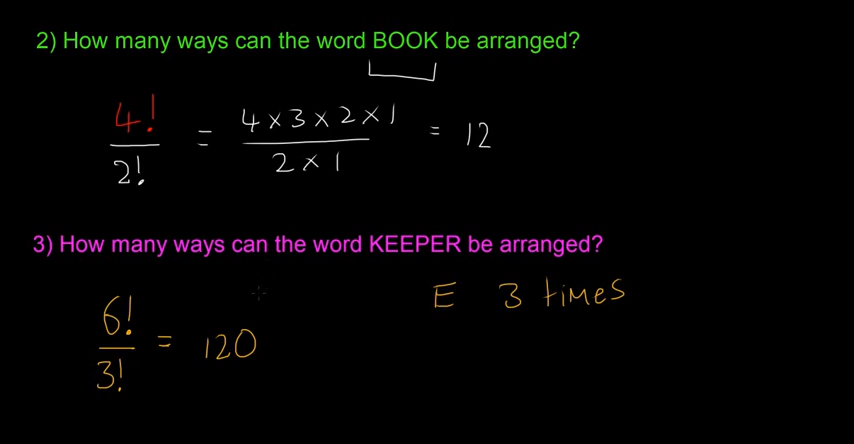 2) How many ways can the word BOOK be arranged?
4! / 2! = 4 × 3 × 2 × 1 / 2 × 1 = 12
3) How many ways can the word KEEPER be arranged?
E 3 times
6! / 3! = 120